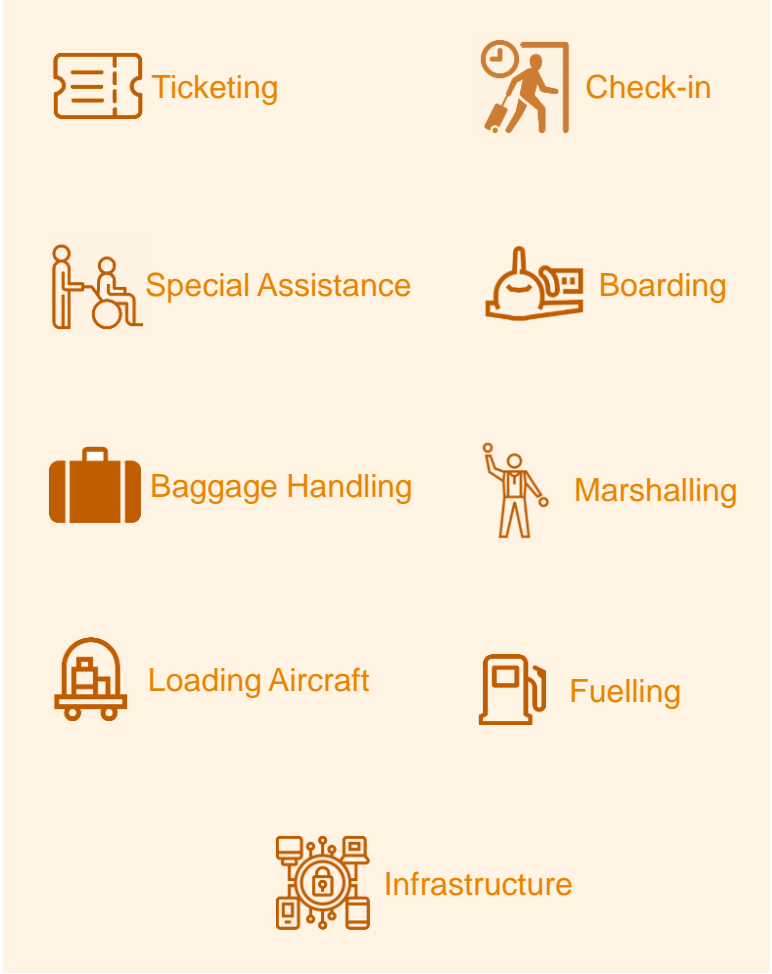 Ticketing
Check-in
Special Assistance
Boarding
Baggage Handling
Marshalling
Loading Aircraft
Fuelling
Infrastructure